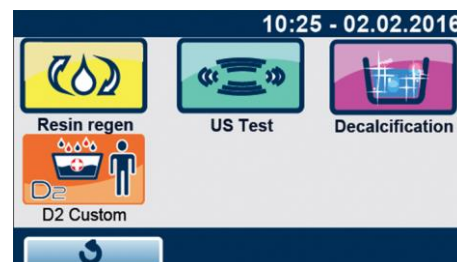 10:25 - 02.02.2016
Resin regen
US Test
Decalcification
D2
D2 Custom